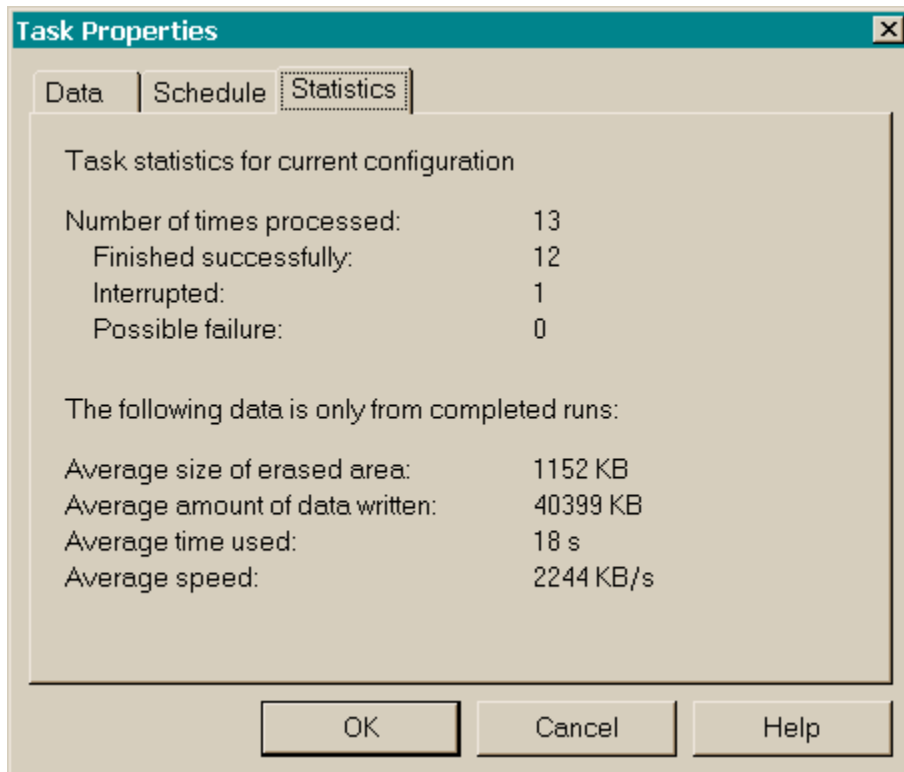 Task Properties
Data Schedule Statistics
Task statistics for current configuration
Number of times processed: 13
Finished successfully: 12
Interrupted: 1
Possible failure: 0
The following data is only from completed runs:
Average size of erased area: 1152 KB
Average amount of data written: 40399 KB
Average time used: 18 s
Average speed: 2244 KB/s
OK Cancel Help